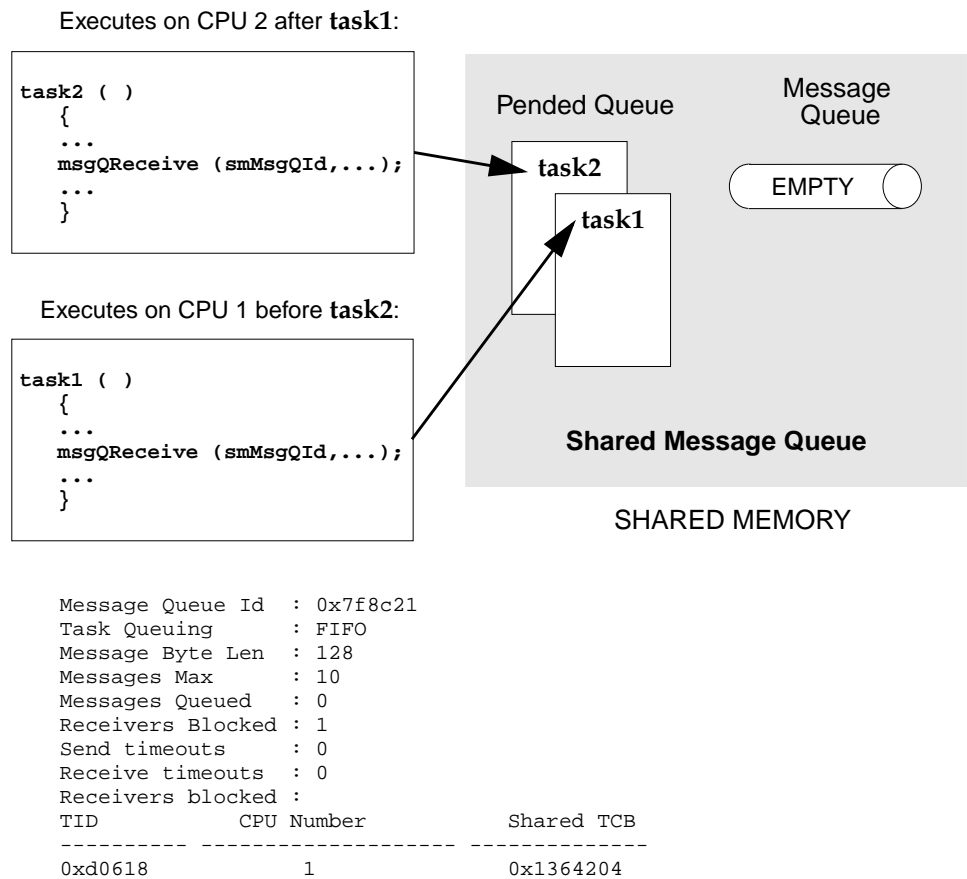 Executes on CPU 2 after task1:
task2 ( )
{
...
msgQReceive (smMsgQId,...);
...
}
Pended Queue
task2
task1
Message
Queue
EMPTY
Executes on CPU 1 before task2:
task1 ( )
{
...
msgQReceive (smMsgQId,...);
...
}
Shared Message Queue
SHARED MEMORY
Message Queue Id : 0x7f8c21
Task Queuing : FIFO
Message Byte Len : 128
Messages Max : 10
Messages Queued : 0
Receivers Blocked : 1
Send timeouts : 0
Receive timeouts : 0
Receivers blocked :
TID CPU Number Shared TCB
---------- -------------------- --------------
0xd0618 1 0x1364204